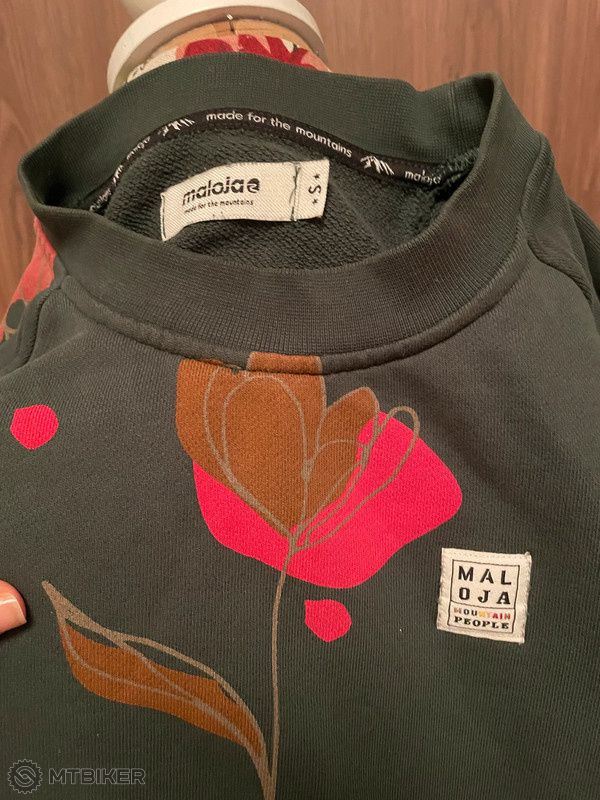 made for the mountains
maloja
maloja
made for the mountains
*S*
MAL
OJA
MOUNTAIN
PEOPLE
MTBIKER